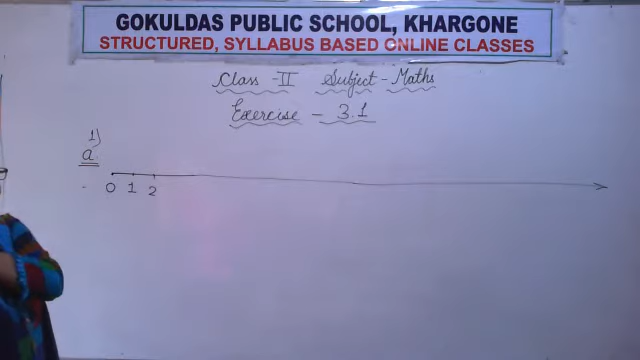 GOKULDAS PUBLIC SCHOOL, KHARGONE
STRUCTURED, SYLLABUS BASED ONLINE CLASSES
Class - II Subject - Maths
Exercise - 3.1
1)
a
0 1 2